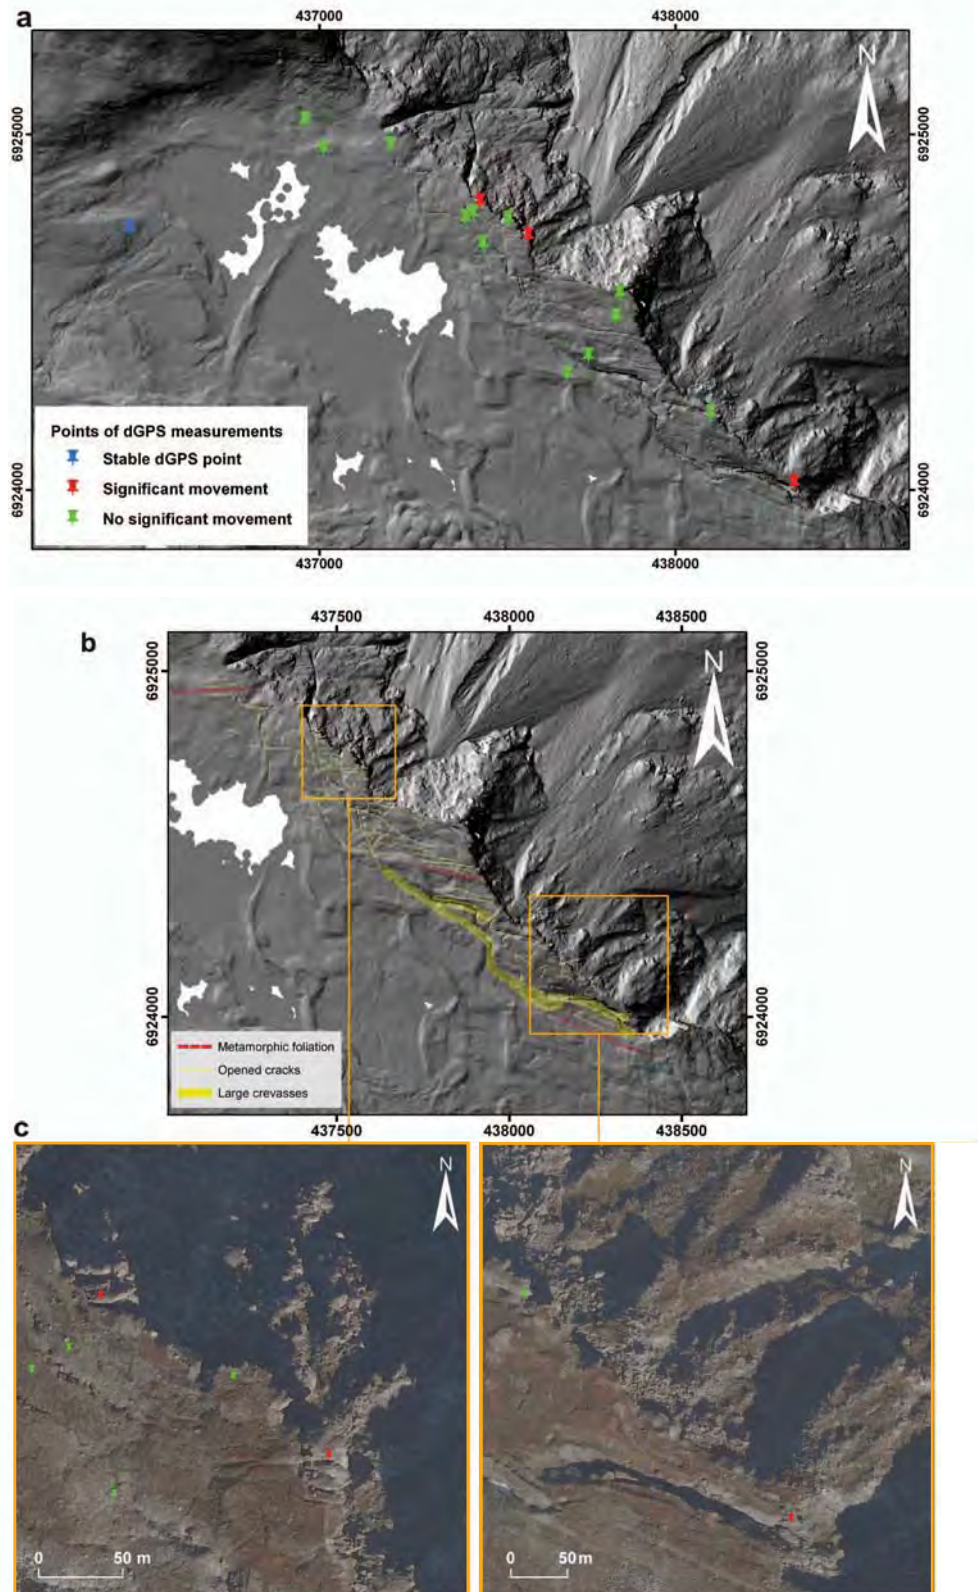 a
437000 438000
N
6925000 6925000
6924000 6924000
Points of dGPS measurements
Stable dGPS point
Significant movement
No significant movement
437000 438000
b
437500 438000 438500
N
6925000 6925000
6924000 6924000
Metamorphic foliation
Opened cracks
Large crevasses
437500 438000 438500
c
N
0 50 m
N
0 50 m